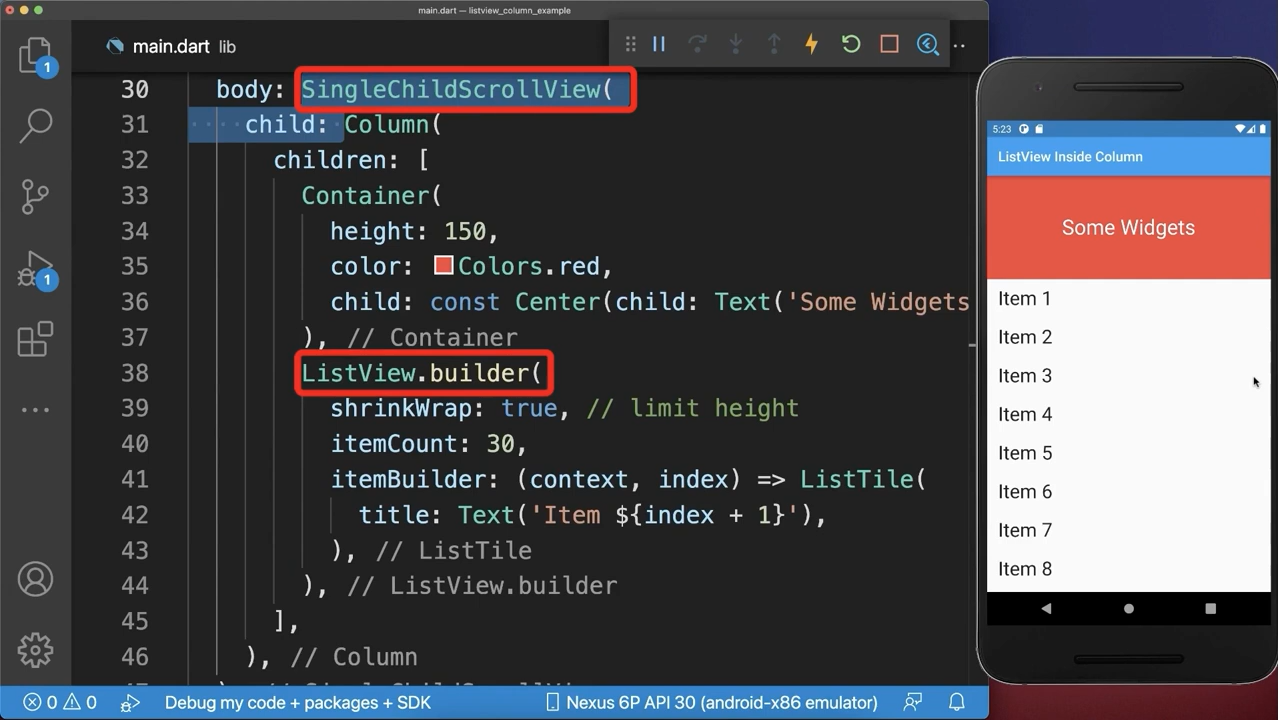 main.dart — listview_column_example
main.dart lib
1
1
30 body: SingleChildScrollView(
31 child: Column(
32 children: [
33 Container(
34 height: 150,
35 color: Colors.red,
36 child: const Center(child: Text('Some Widgets
37 ), // Container
38 ListView.builder(
39 shrinkWrap: true, // limit height
40 itemCount: 30,
41 itemBuilder: (context, index) => ListTile(
42 title: Text('Item ${index + 1}'),
43 ), // ListTile
44 ), // ListView.builder
45 ],
46 ), // Column
0 0 Debug my code + packages + SDK Nexus 6P API 30 (android-x86 emulator)
5:23
ListView Inside Column
Some Widgets
Item 1
Item 2
Item 3
Item 4
Item 5
Item 6
Item 7
Item 8